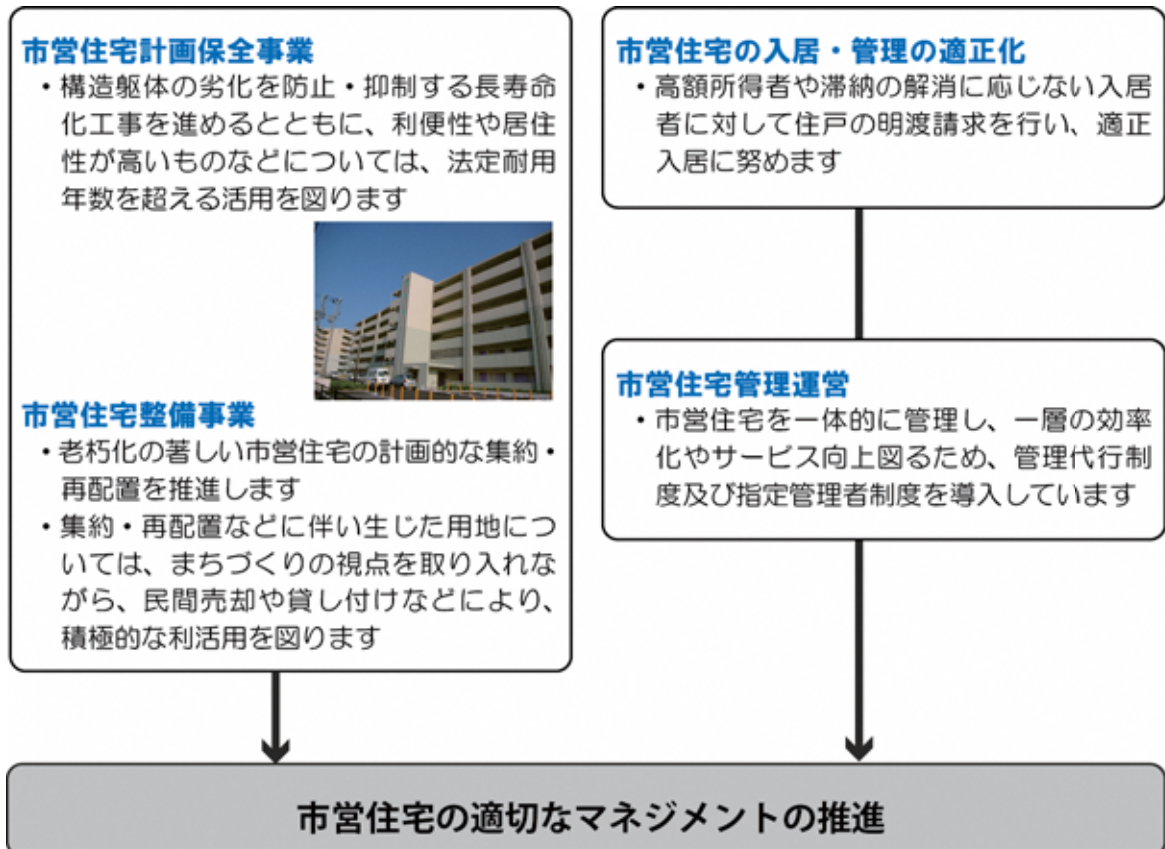 市営住宅計画保全事業
・構造躯体の劣化を防止・抑制する長寿命
化工事を進めるとともに、利便性や居住
性が高いものなどについては、法定耐用
年数を超える活用を図ります
市営住宅整備事業
・老朽化の著しい市営住宅の計画的な集約・
再配置を推進します
・集約・再配置などに伴い生じた用地につ
いては、まちづくりの視点を取り入れな
がら、民間売却や貸し付けなどにより、
積極的な利活用を図ります
市営住宅の入居・管理の適正化
・高額所得者や滞納の解消に応じない入居
者に対して住戸の明渡請求を行い、適正
入居に努めます
市営住宅管理運営
・市営住宅を一体的に管理し、一層の効率
化やサービス向上図るため、管理代行制
度及び指定管理者制度を導入しています
市営住宅の適切なマネジメントの推進